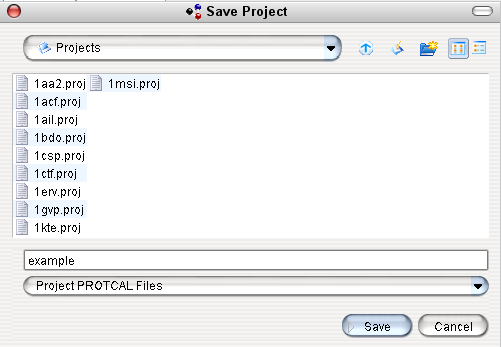 Save Project
Projects
1aa2.proj 1msi.proj
1acf.proj
1ail.proj
1bdo.proj
1csp.proj
1ctf.proj
1erv.proj
1gvp.proj
1kte.proj
example
Project PROTCAL Files
Save Cancel